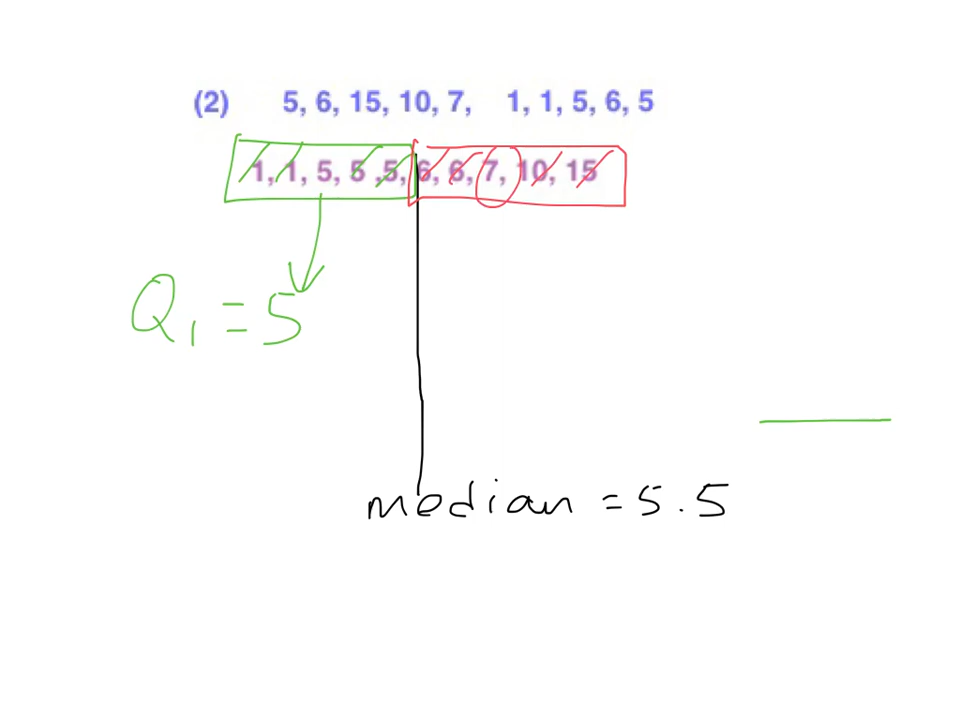 (2) 5, 6, 15, 10, 7, 1, 1, 5, 6, 5
1, 1, 5, 5 ,5, 6, 6, 7, 10, 15
Q1 = 5
median = 5.5